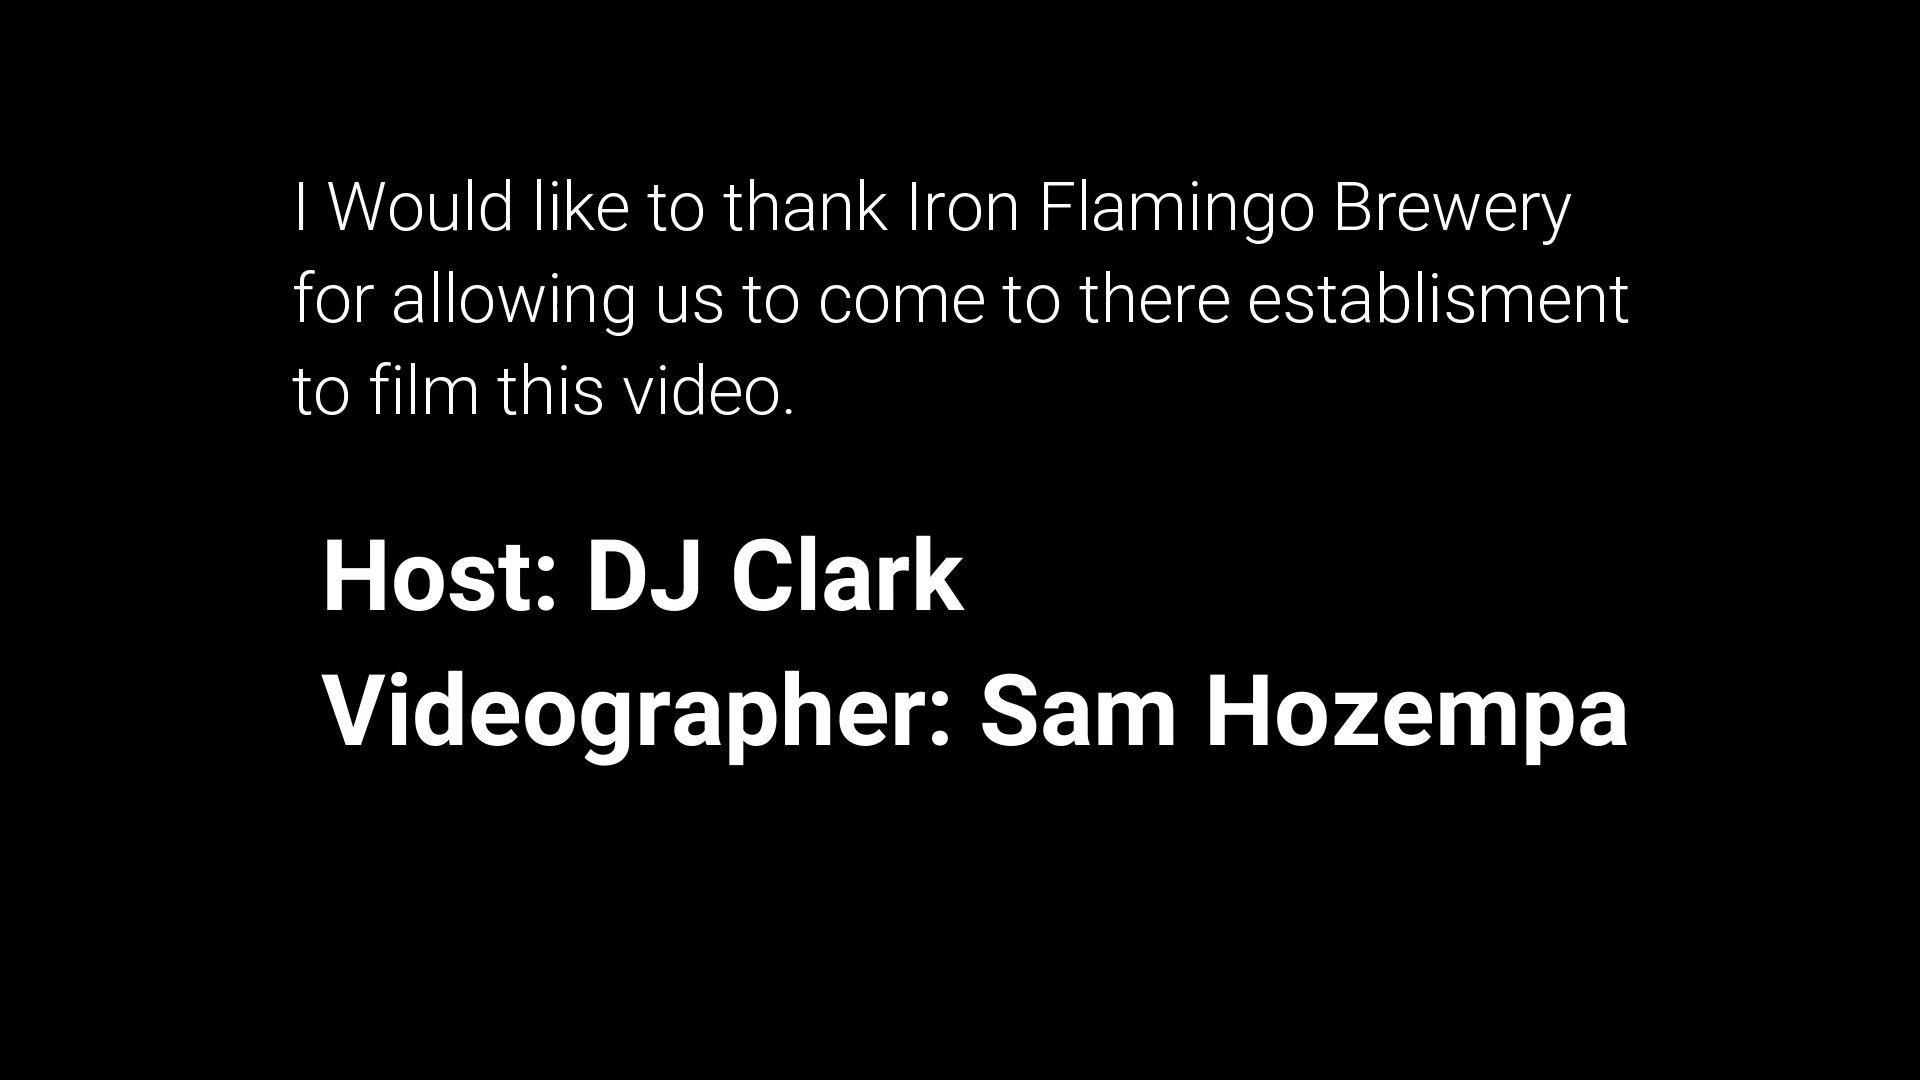 I Would like to thank Iron Flamingo Brewery
for allowing us to come to there establisment
to film this video.
Host: DJ Clark
Videographer: Sam Hozempa